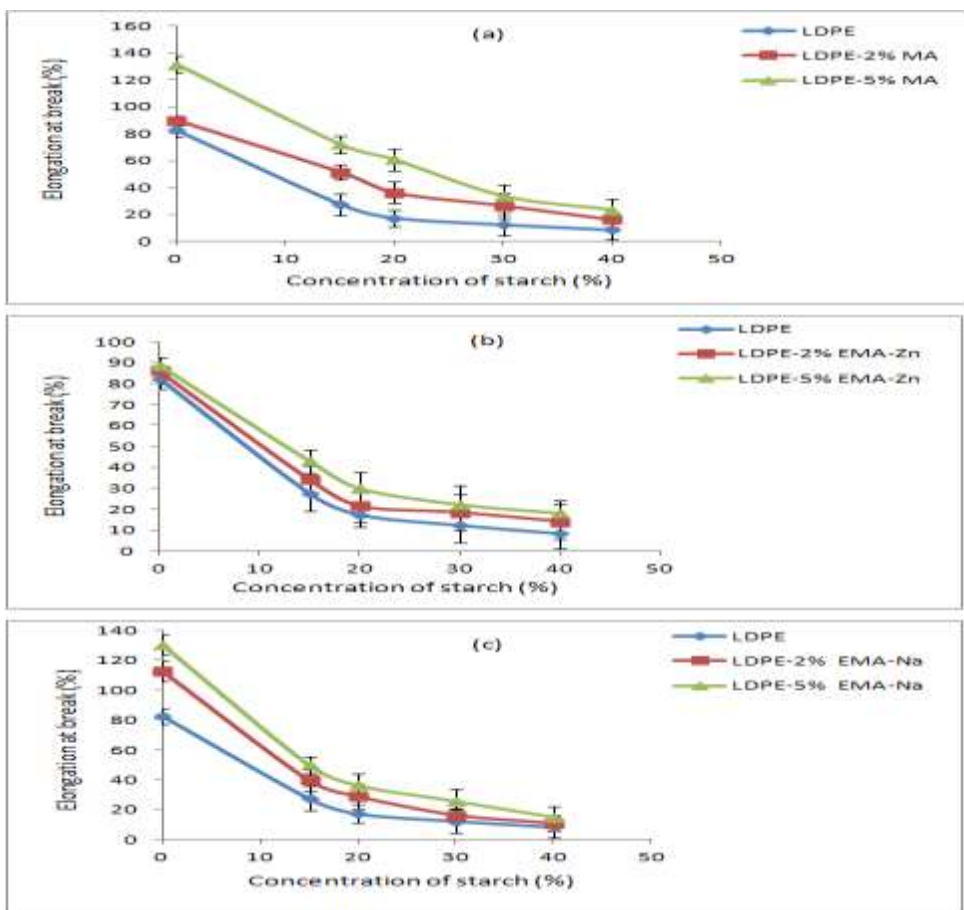 (a)
LDPE
LDPE-2% MA
LDPE-5% MA
Elongation at break(%)
160
140
120
100
80
60
40
20
0
0 10 20 30 40 50
Concentration of starch (%)
(b)
LDPE
LDPE-2% EMA-Zn
LDPE-5% EMA-Zn
Elongation at break(%)
100
90
80
70
60
50
40
30
20
10
0
0 10 20 30 40 50
Concentration of starch (%)
(c)
LDPE
LDPE-2% EMA-Na
LDPE-5% EMA-Na
Elongation at break(%)
140
120
100
80
60
40
20
0
0 10 20 30 40 50
Concentration of starch (%)